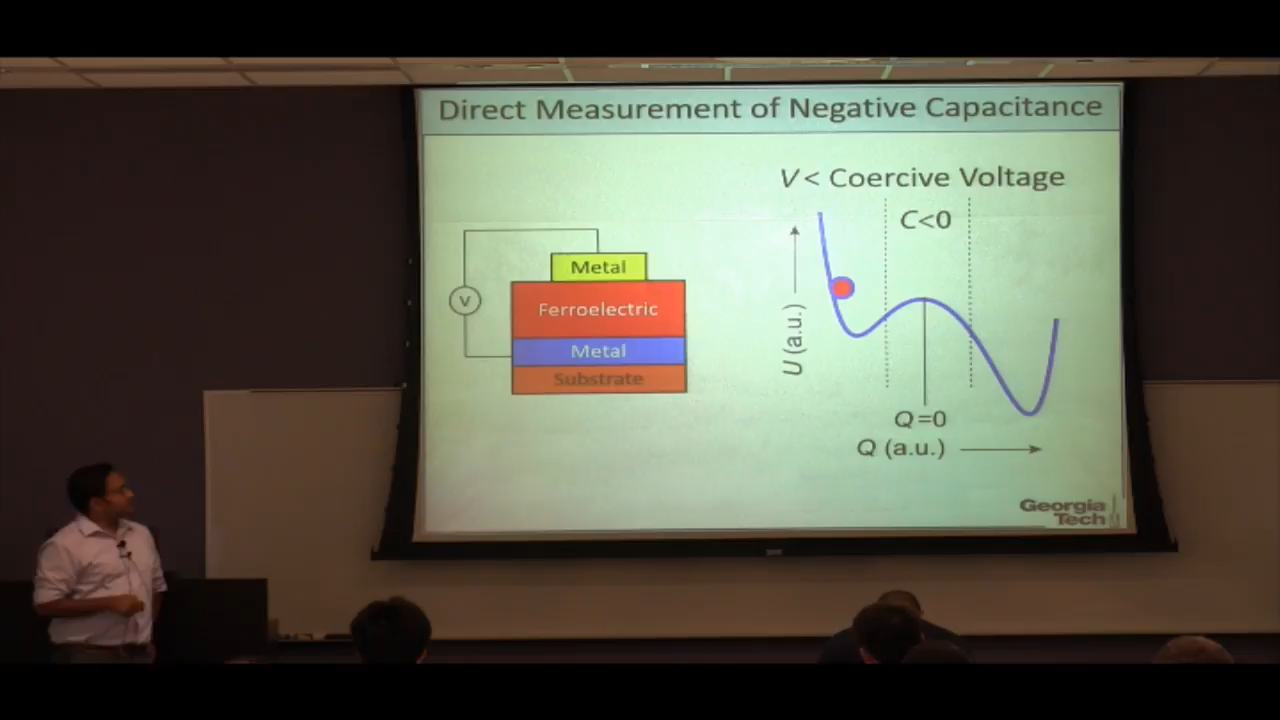 Direct Measurement of Negative Capacitance
V < Coercive Voltage
C<0
Metal
V
Ferroelectric
Metal
Substrate
U (a.u.)
Q=0
Q (a.u.)
Georgia
Tech